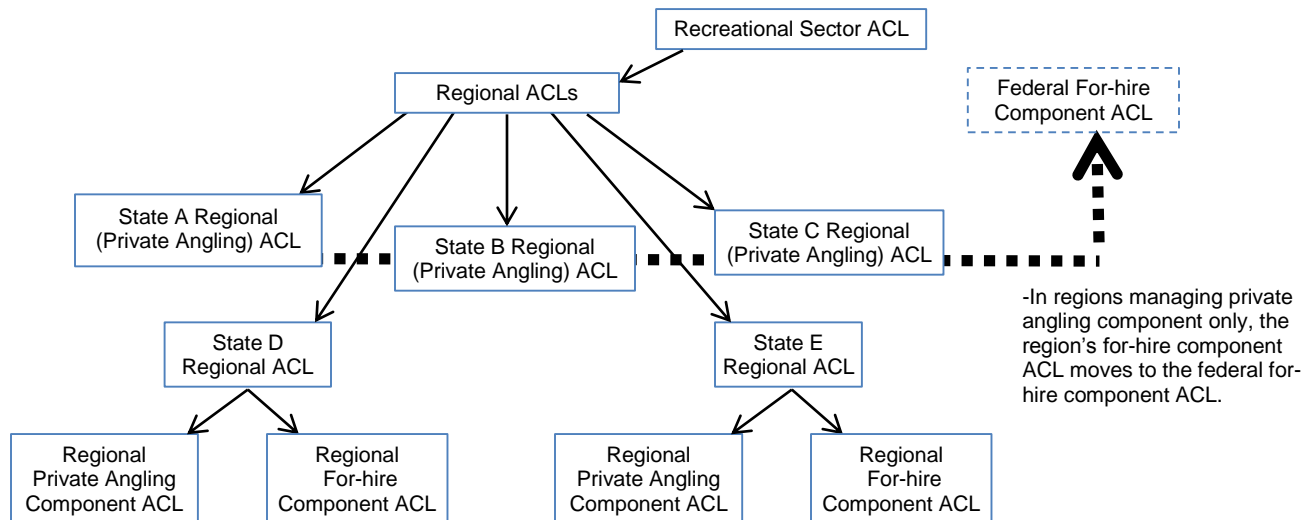 Recreational Sector ACL
Regional ACLs
Federal For-hire
Component ACL
State A Regional
(Private Angling) ACL
State B Regional
(Private Angling) ACL
State C Regional
(Private Angling) ACL
-In regions managing private
angling component only, the
region’s for-hire component
ACL moves to the federal for-
hire component ACL.
State D
Regional ACL
State E
Regional ACL
Regional
Private Angling
Component ACL
Regional
For-hire
Component ACL
Regional
Private Angling
Component ACL
Regional
For-hire
Component ACL